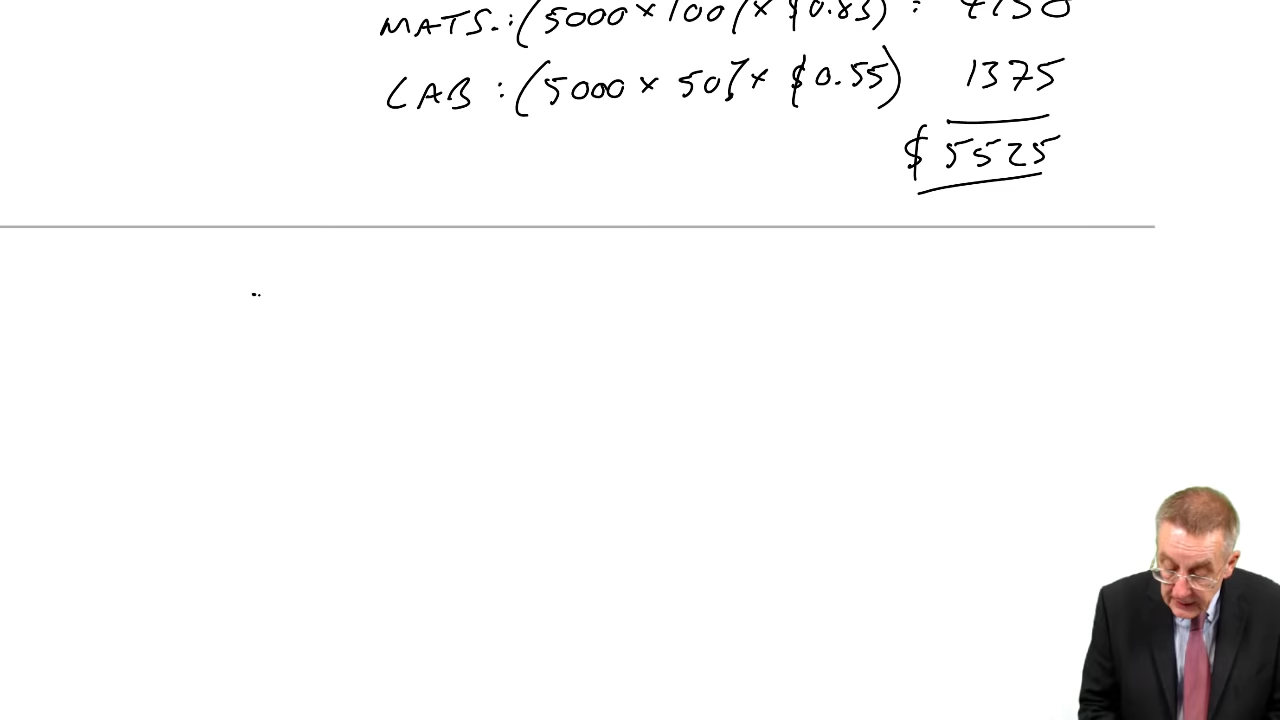 MATS.:(5000 × 100% × $0.83) = 4150
LAB :(5000 × 50% × $0.55) 1375
$ 5525